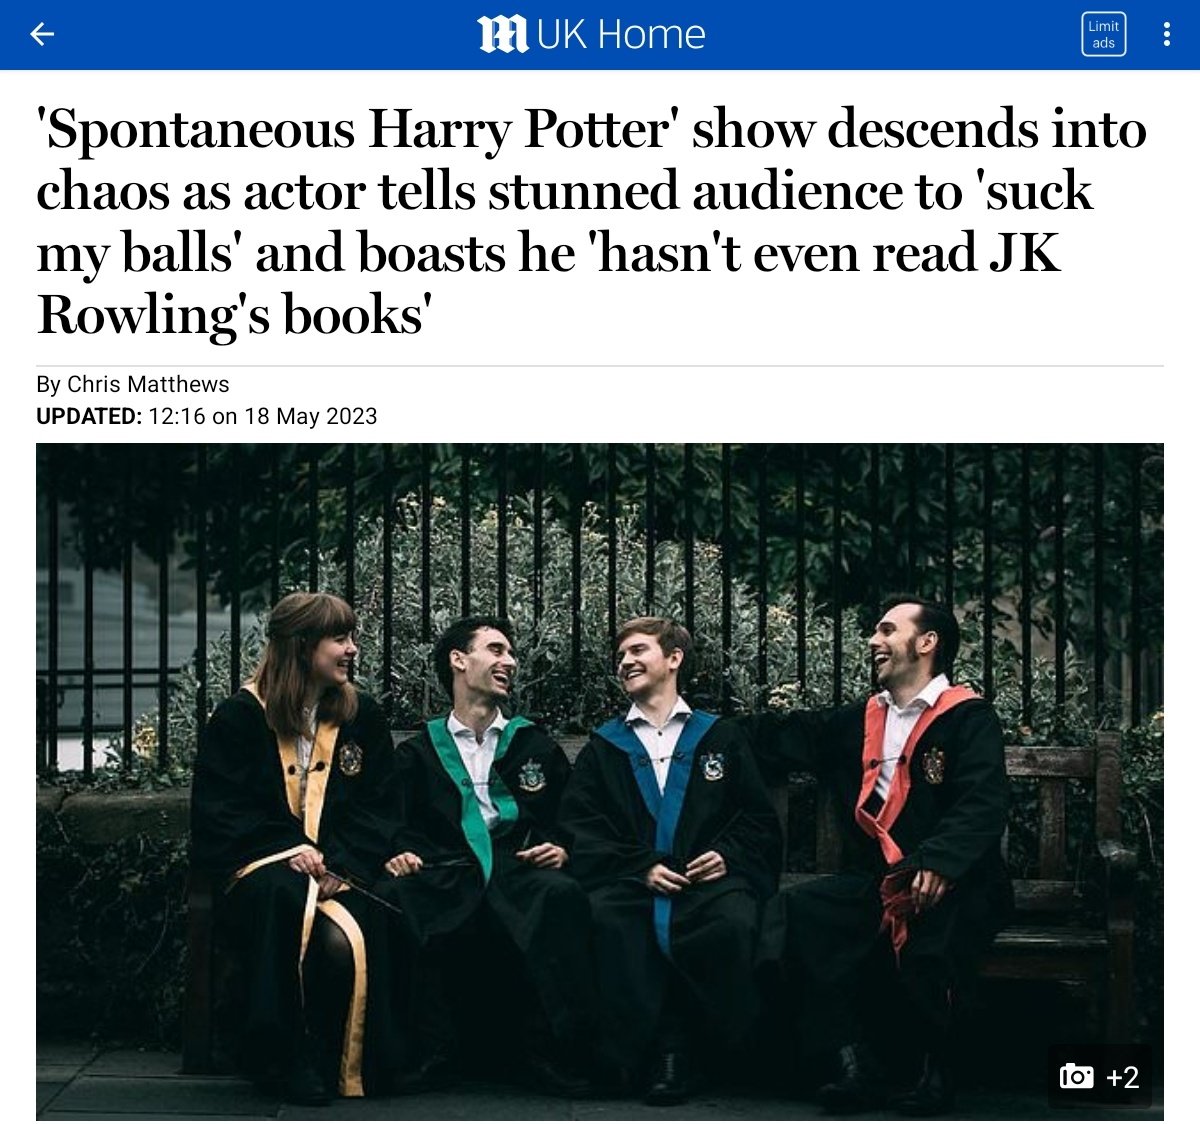 UK Home
Limit
ads
'Spontaneous Harry Potter' show descends into
chaos as actor tells stunned audience to 'suck
my balls' and boasts he 'hasn't even read JK
Rowling's books'
By Chris Matthews
UPDATED: 12:16 on 18 May 2023
+2